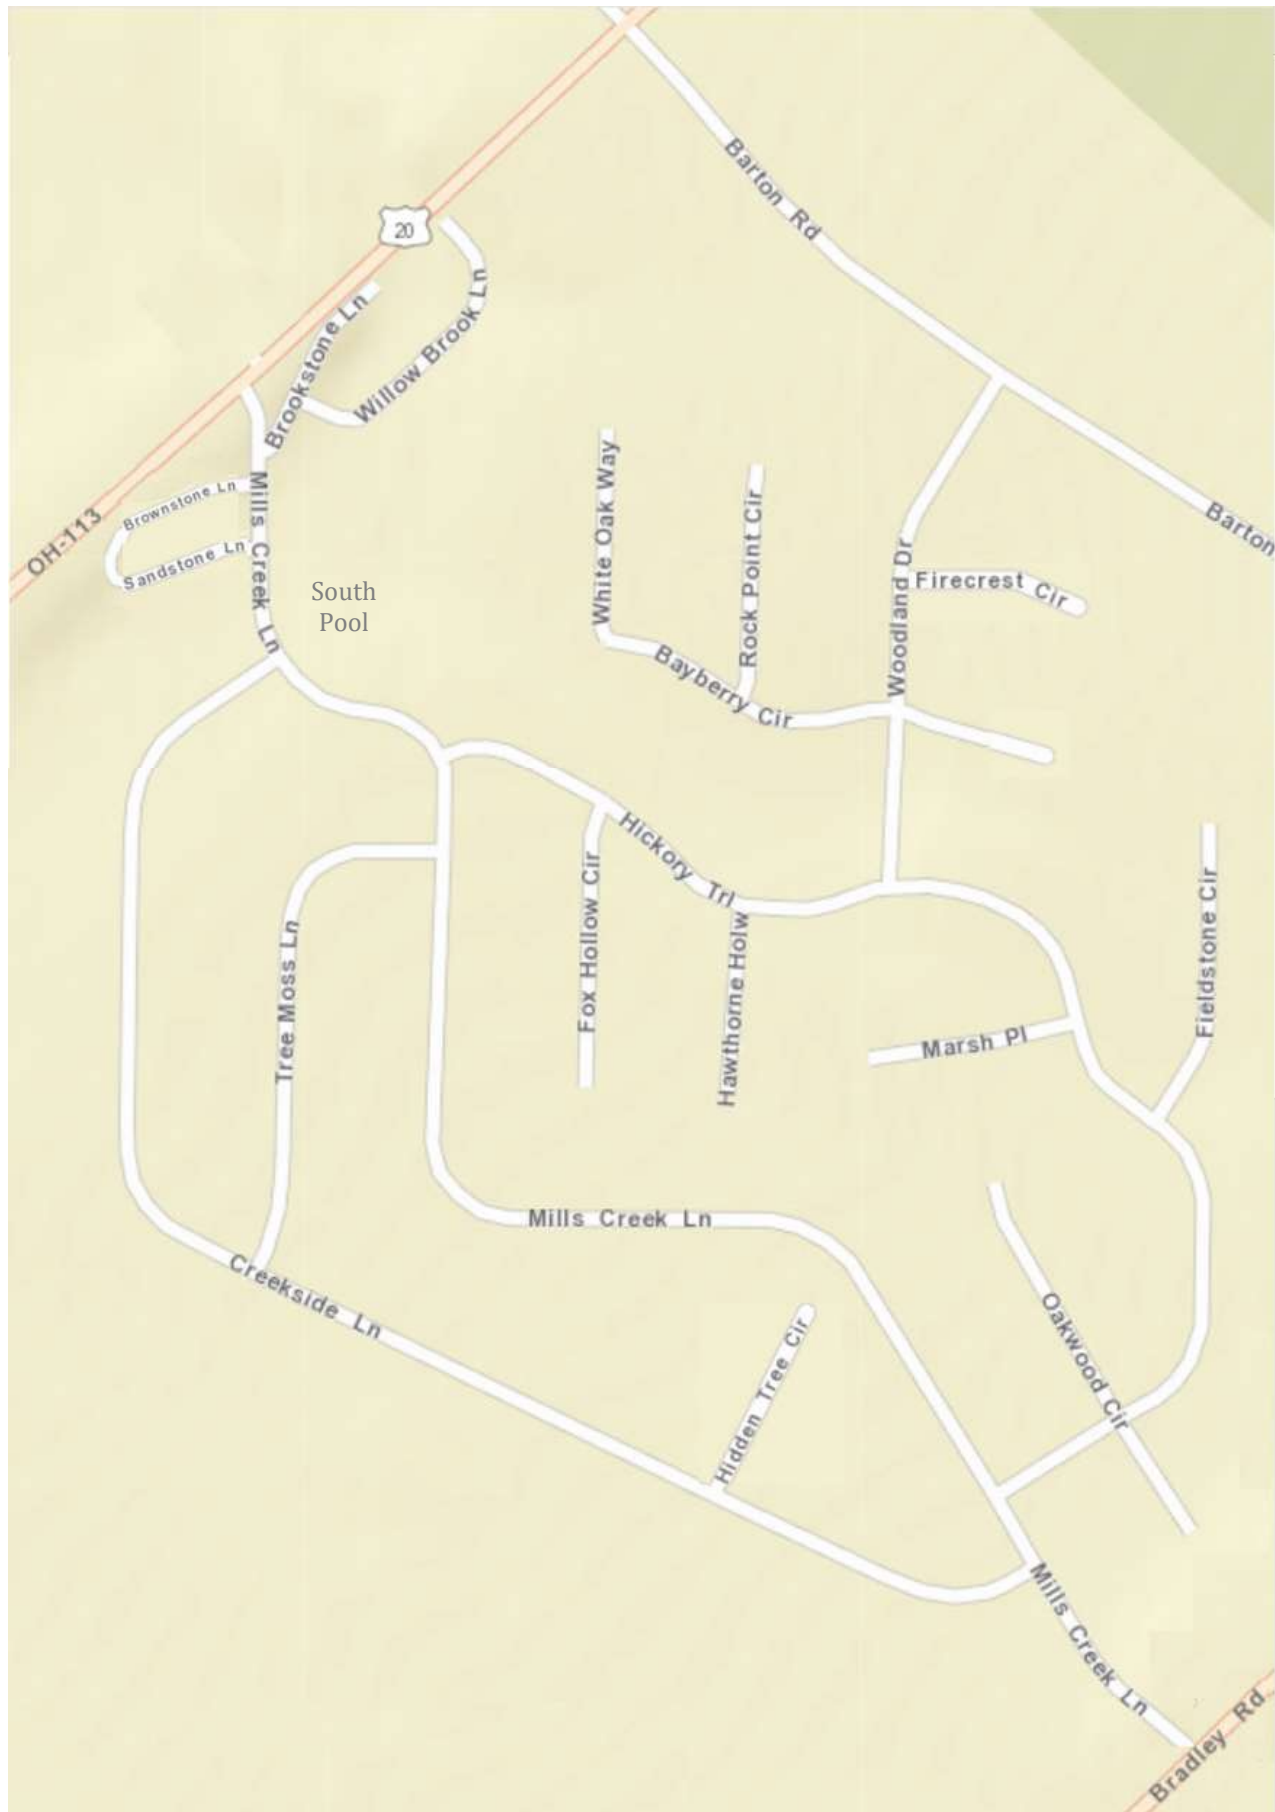 Barton Rd
20
Willow Brook Ln
Brookstone Ln
White Oak Way
Rock Point Cir
Barton
Brownstone Ln
OH-113
Mills Creek Ln
Sandstone Ln
Woodland Dr
Firecrest Cir
South
Pool
Bayberry Cir
Hickory Trl
Fox Hollow Cir
Hawthorne Holw
Fieldstone Cir
Tree Moss Ln
Marsh Pl
Mills Creek Ln
Creekside Ln
Oakwood Cir
Hidden Tree Cir
Mills Creek Ln
Bradley Rd